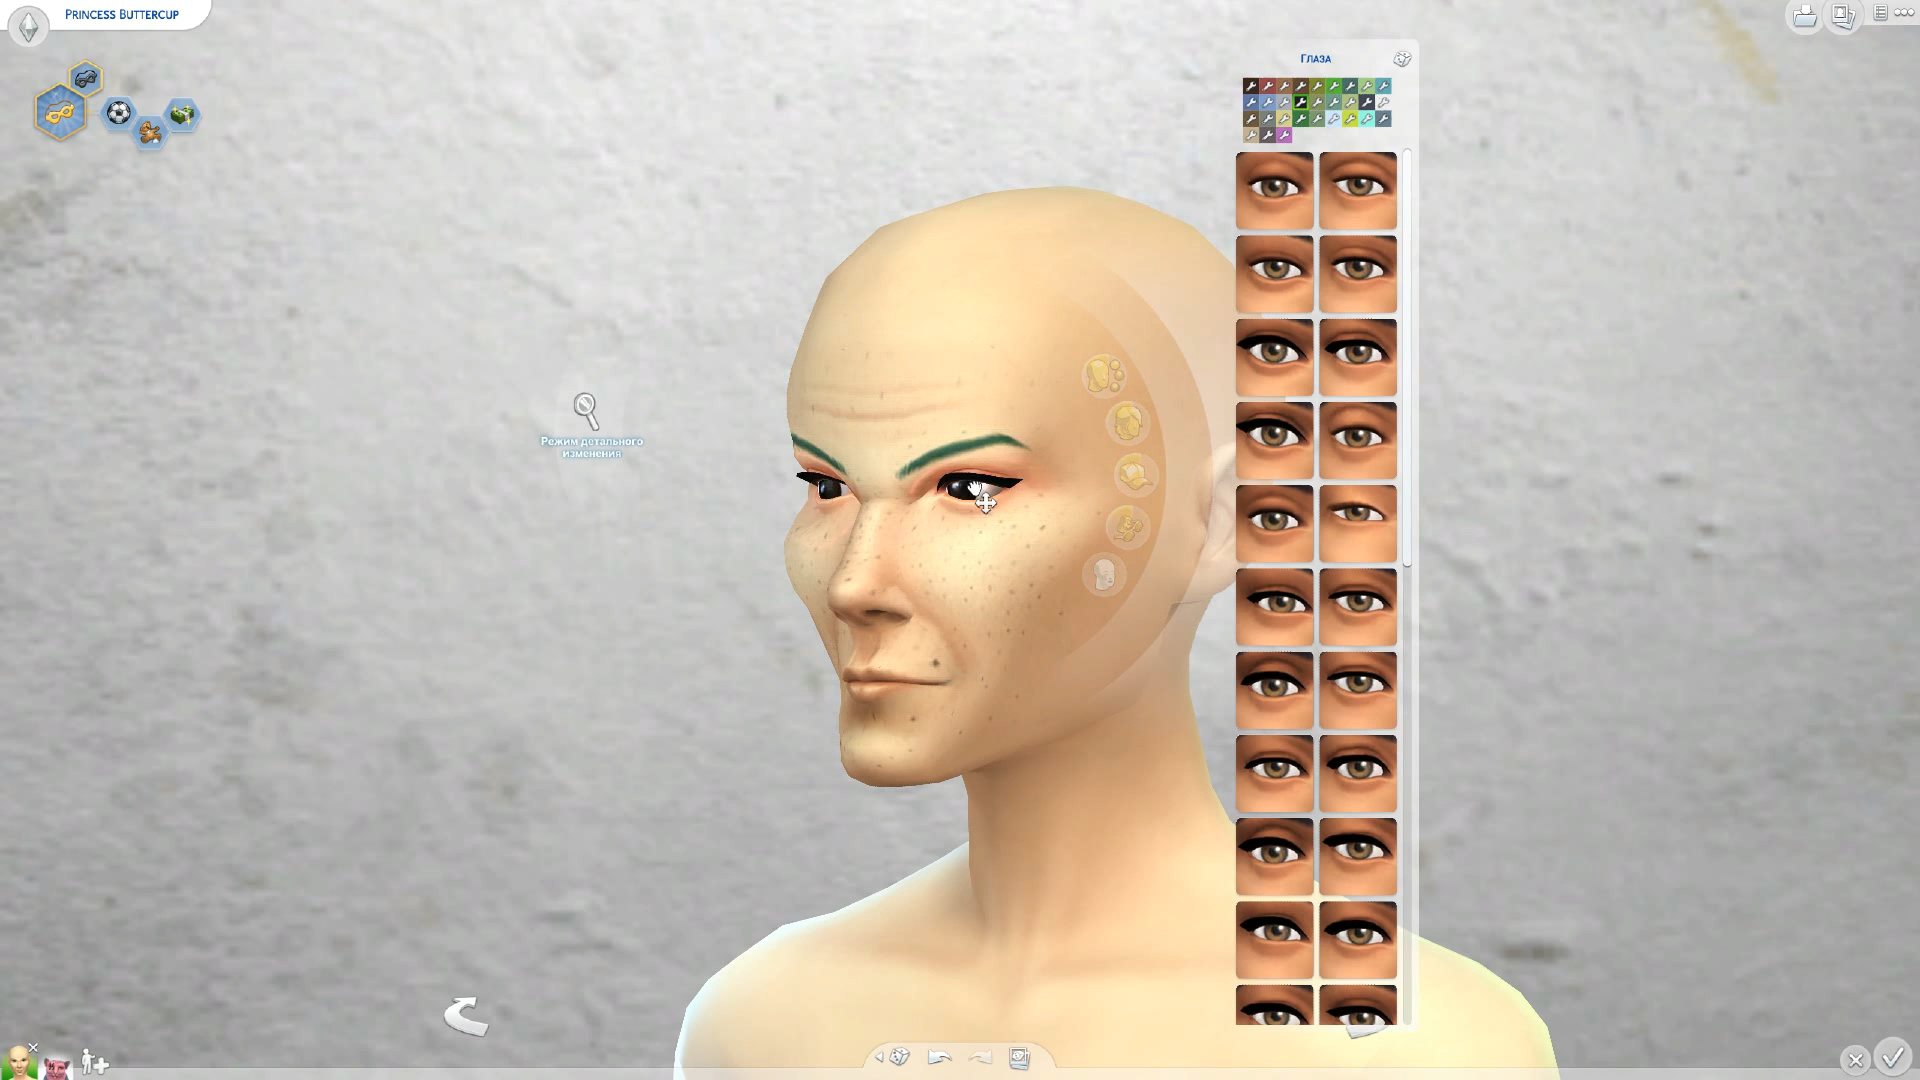 Princess Buttercup
Глаза
Режим детального
изменения